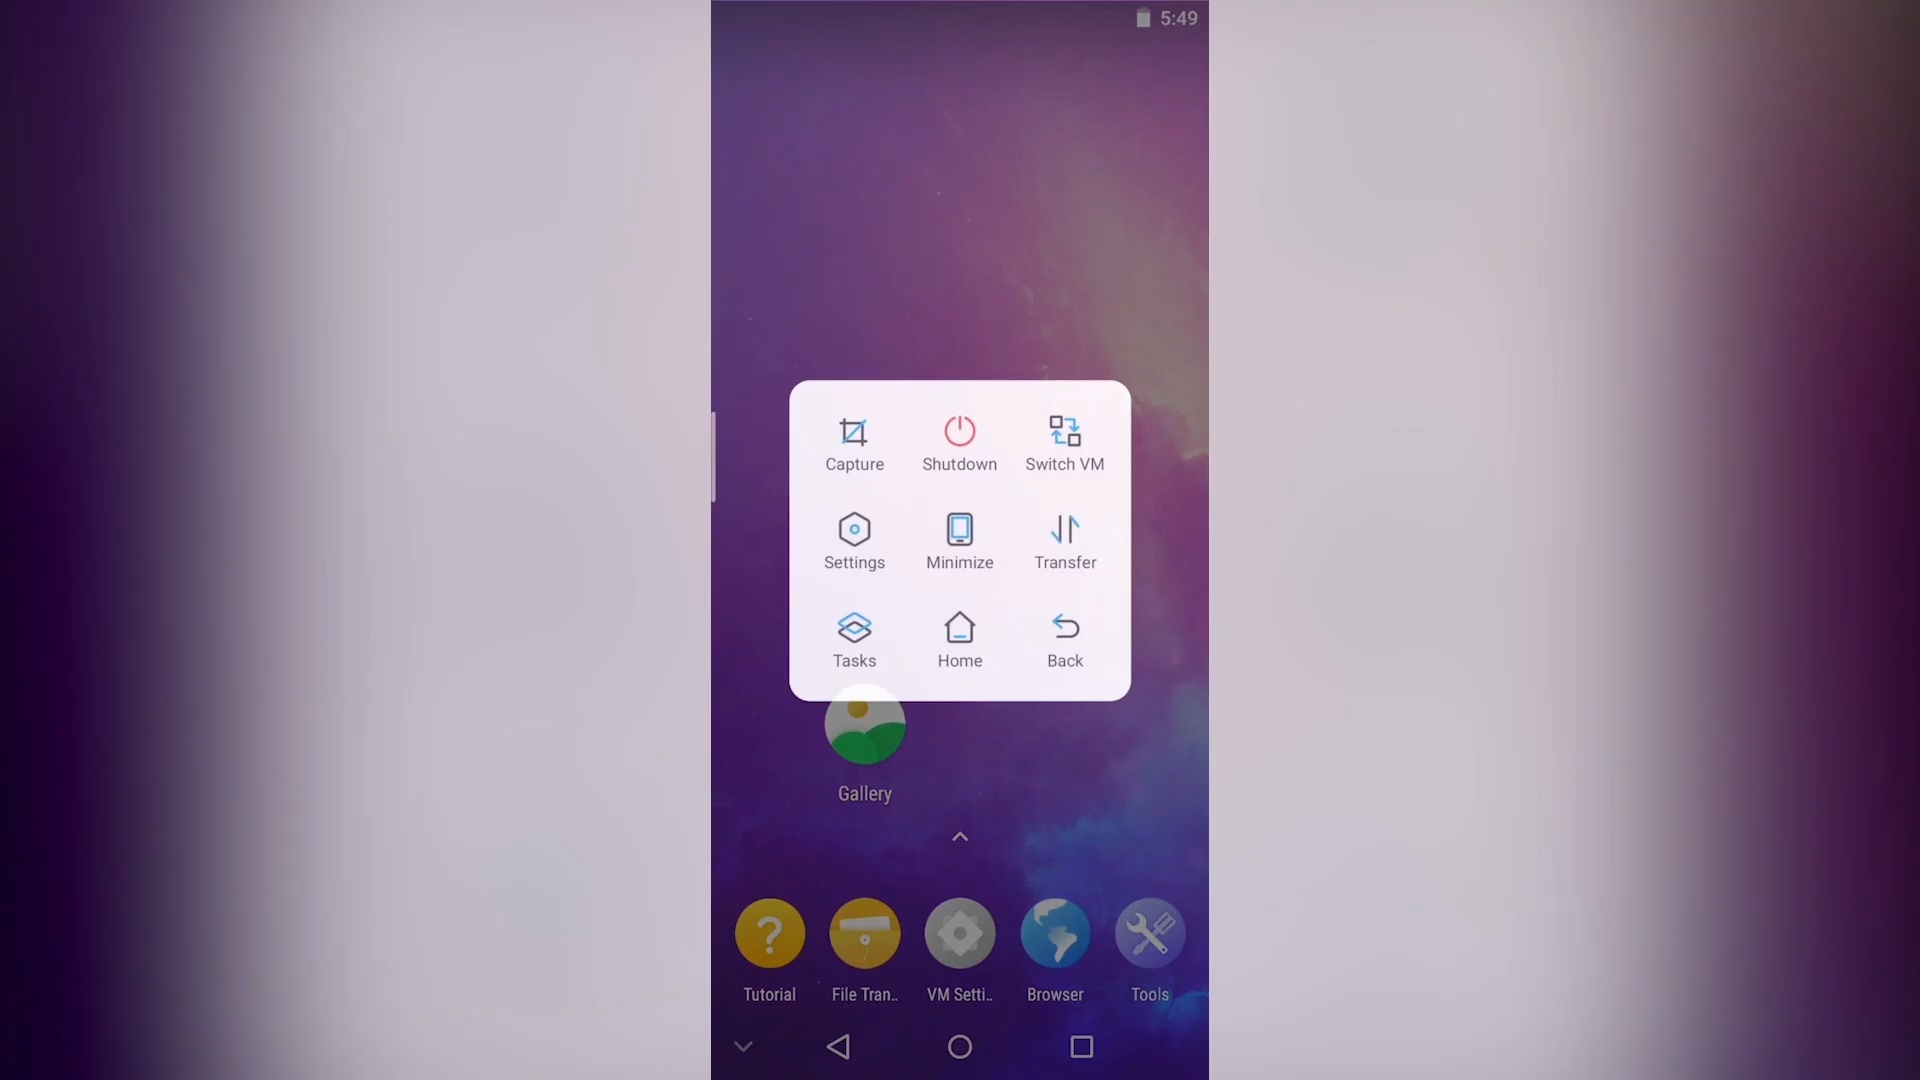 5:49
Capture
Shutdown
Switch VM
Settings
Minimize
Transfer
Tasks
Home
Back
Gallery
Tutorial
File Tran..
VM Setti..
Browser
Tools